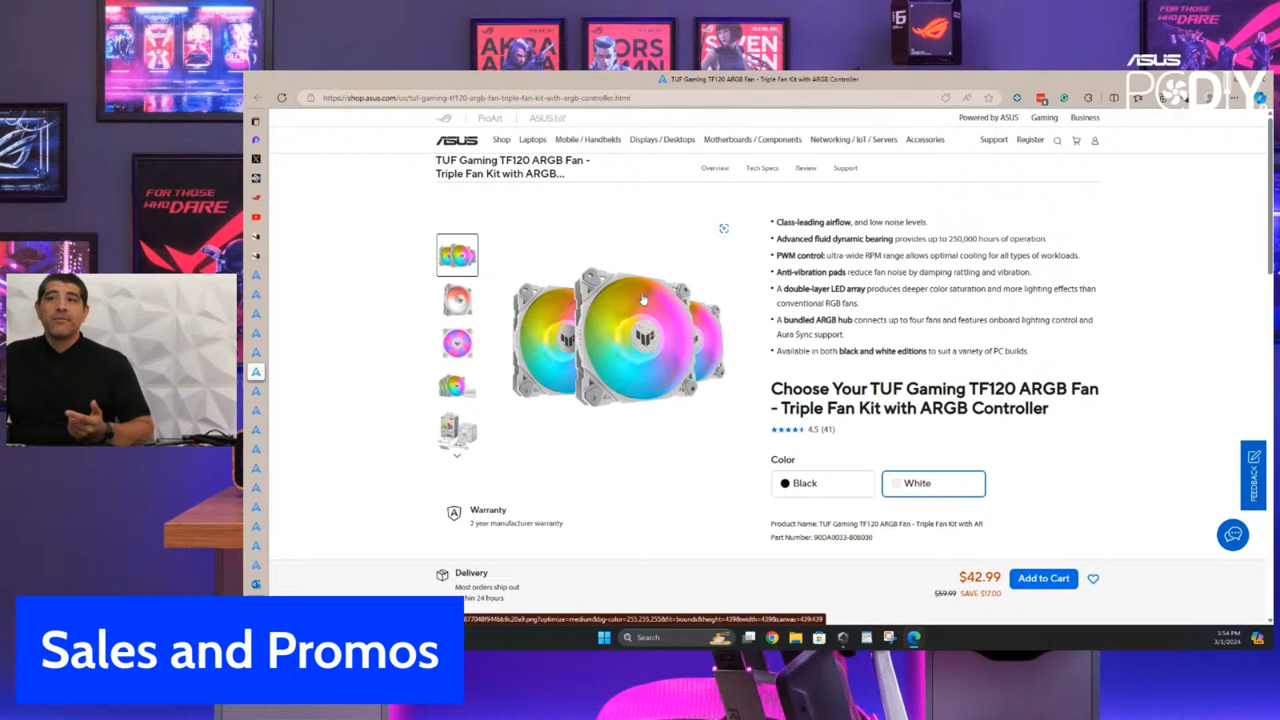 FOR THOSE
WHO DARE
AKIRA
KORS
SEVEN
ASUS
PCDIY
FOR THOSE
WHO DARE
TUF Gaming TF120 ARGB Fan - Triple Fan Kit with ARGB Controller
https://shop.asus.com/us/tuf-gaming-tf120-argb-fan-triple-fan-kit-with-argb-controller.html
ProArt
Powered by ASUS Gaming Business
ASUS Shop Laptops Mobile / Handhelds Displays / Desktops Motherboards / Components Networking / IoT / Servers Accessories Support Register
TUF Gaming TF120 ARGB Fan -
Triple Fan Kit with ARGB...
Overview Tech Specs Review Support
• Class-leading airflow, and low noise levels.
• Advanced fluid dynamic bearing provides up to 250,000 hours of operation.
• PWM control: ultra-wide RPM range allows optimal cooling for all types of workloads.
• Anti-vibration pads reduce fan noise by damping rattling and vibration.
• A double-layer LED array produces deeper color saturation and more lighting effects than
conventional RGB fans.
• A bundled ARGB hub connects up to four fans and features onboard lighting control and
Aura Sync support.
• Available in both black and white editions to suit a variety of PC builds.
Choose Your TUF Gaming TF120 ARGB Fan
- Triple Fan Kit with ARGB Controller
4.5 (41)
Color
Black White
Product Name: TUF Gaming TF120 ARGB Fan - Triple Fan Kit with AR
Part Number: 90DA0033-B08030
Warranty
2 year manufacturer warranty
FEEDBACK
Delivery
Most orders ship out
within 24 hours
$42.99 Add to Cart
$59.99 SAVE $17.00
Search
3:54 PM
3/1/2024
Sales and Promos